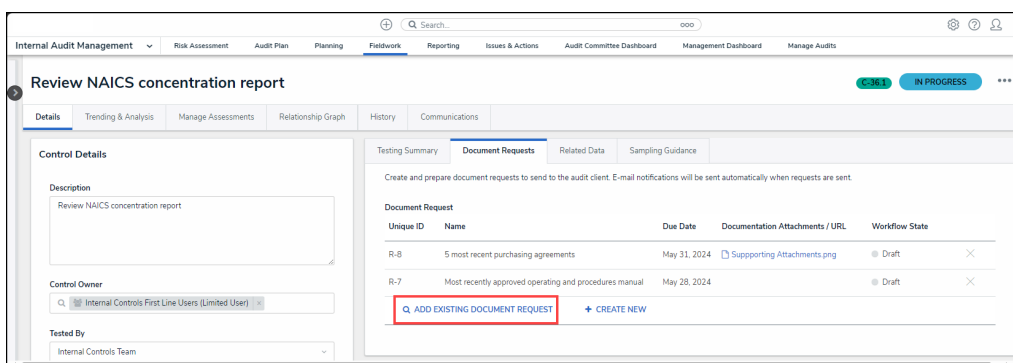 Search...
Internal Audit Management Risk Assessment Audit Plan Planning Fieldwork Reporting Issues & Actions Audit Committee Dashboard Management Dashboard Manage Audits
Review NAICS concentration report C-36.1 IN PROGRESS
Details Trending & Analysis Manage Assessments Relationship Graph History Communications
Control Details
Description
Review NAICS concentration report
Control Owner
Internal Controls First Line Users (Limited User) ×
Tested By
Internal Controls Team
Testing Summary Document Requests Related Data Sampling Guidance
Create and prepare document requests to send to the audit client. E-mail notifications will be sent automatically when requests are sent.
Document Request
Unique ID Name Due Date Documentation Attachments / URL Workflow State
R-8 5 most recent purchasing agreements May 31, 2024 Suppporting Attachments.png Draft
R-7 Most recently approved operating and procedures manual May 28, 2024 Draft
ADD EXISTING DOCUMENT REQUEST + CREATE NEW